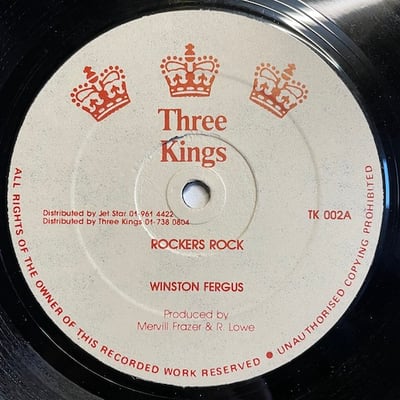 Three
Kings
Distributed by Jet Star 01-961 4422
Distributed by Three Kings 01-738 0804
TK 002A
ROCKERS ROCK
WINSTON FERGUS
Produced by
Mervill Frazer & R. Lowe
ALL RIGHTS OF THE OWNER OF THIS RECORDED WORK RESERVED ● UNAUTHORISED COPYING PROHIBITED